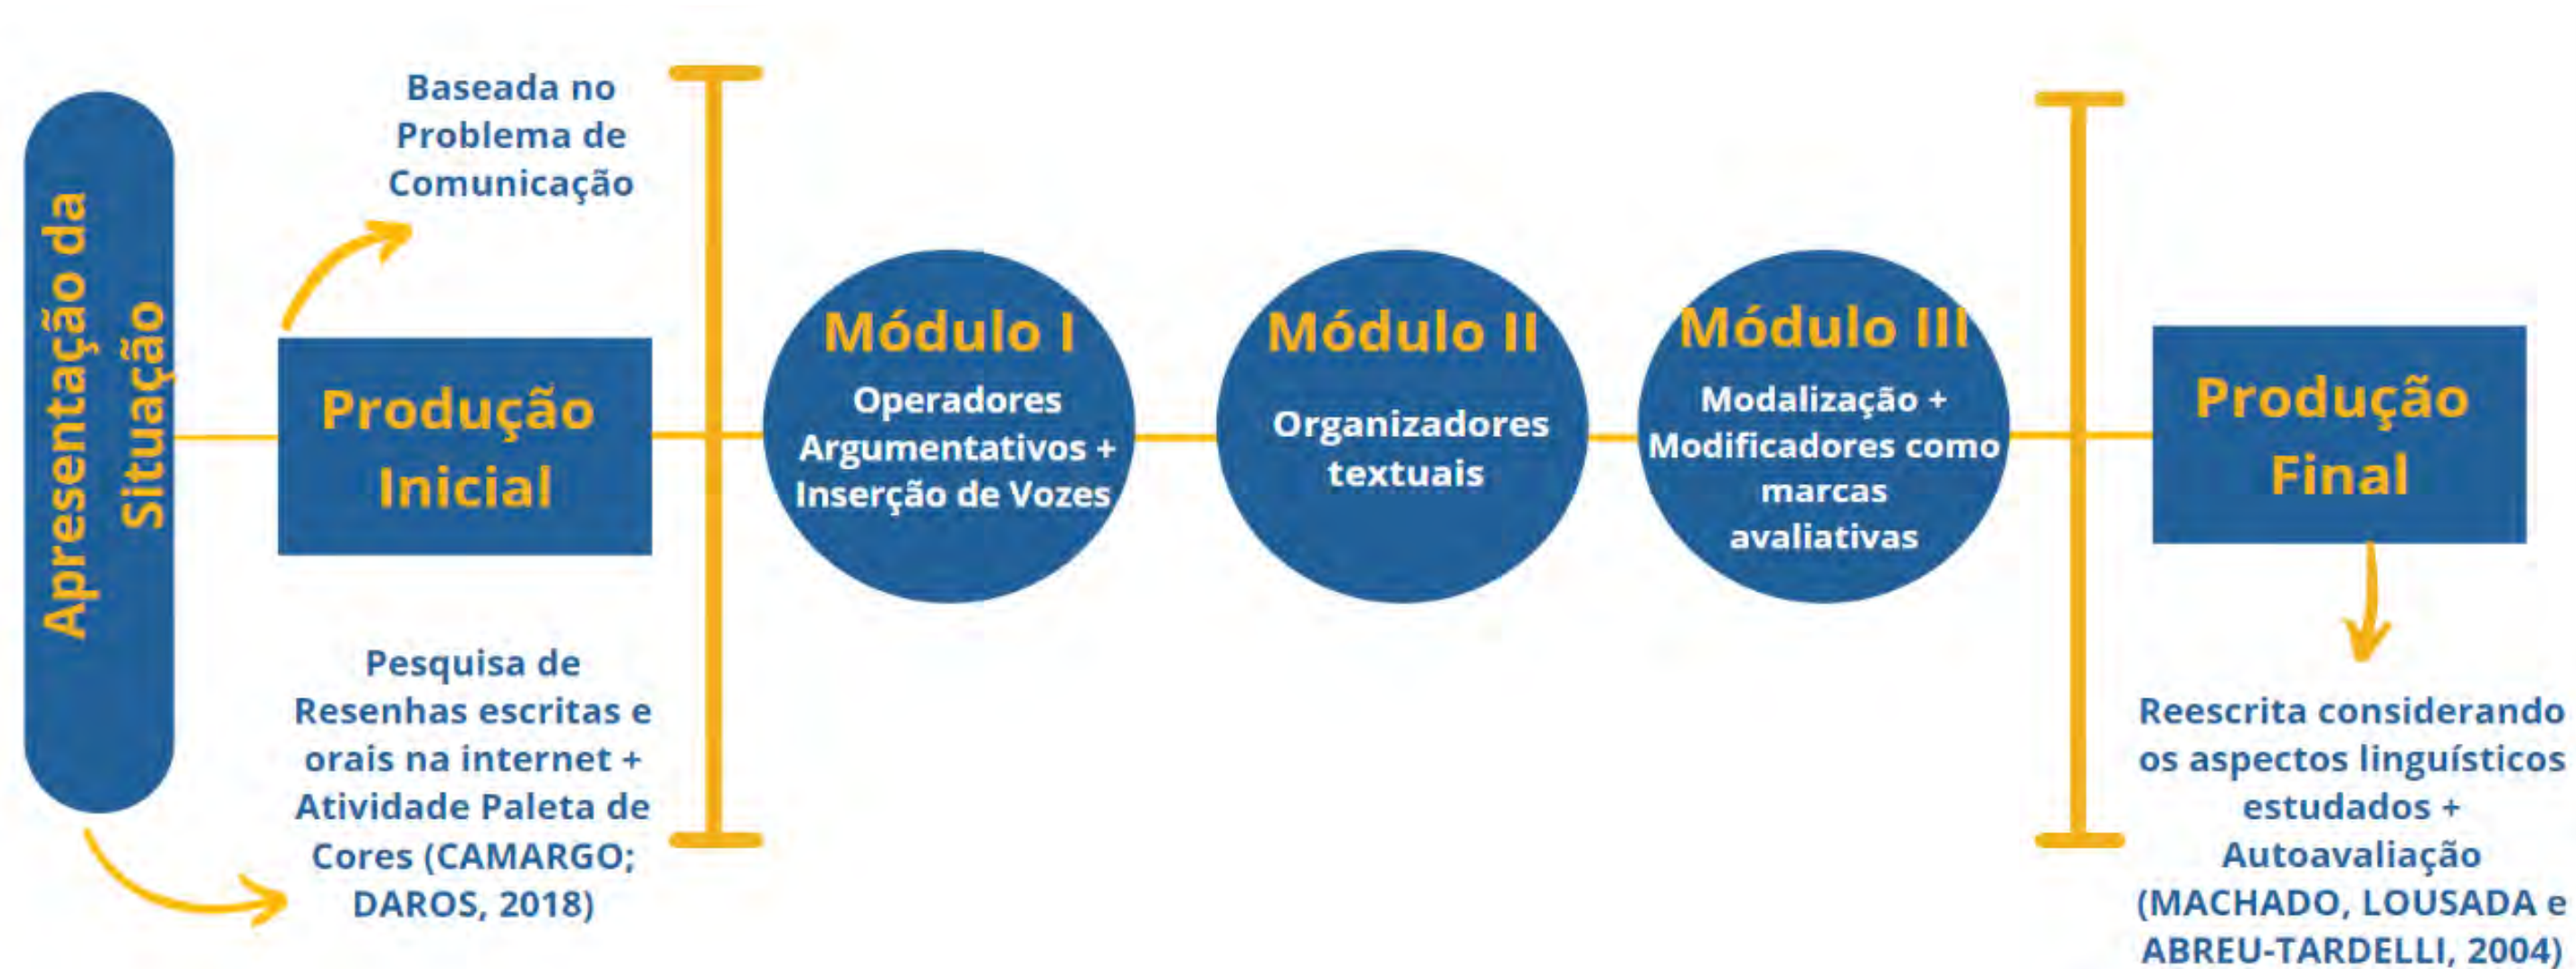 Apresentação da
Situação
Baseada no
Problema de
Comunicação
Produção
Inicial
Pesquisa de
Resenhas escritas e
orais na internet +
Atividade Paleta de
Cores (CAMARGO;
DAROS, 2018)
Módulo I
Operadores
Argumentativos +
Inserção de Vozes
Módulo II
Organizadores
textuais
Módulo III
Modalização +
Modificadores como
marcas
avaliativas
Produção
Final
Reescrita considerando
os aspectos linguísticos
estudados +
Autoavaliação
(MACHADO, LOUSADA e
ABREU-TARDELLI, 2004)